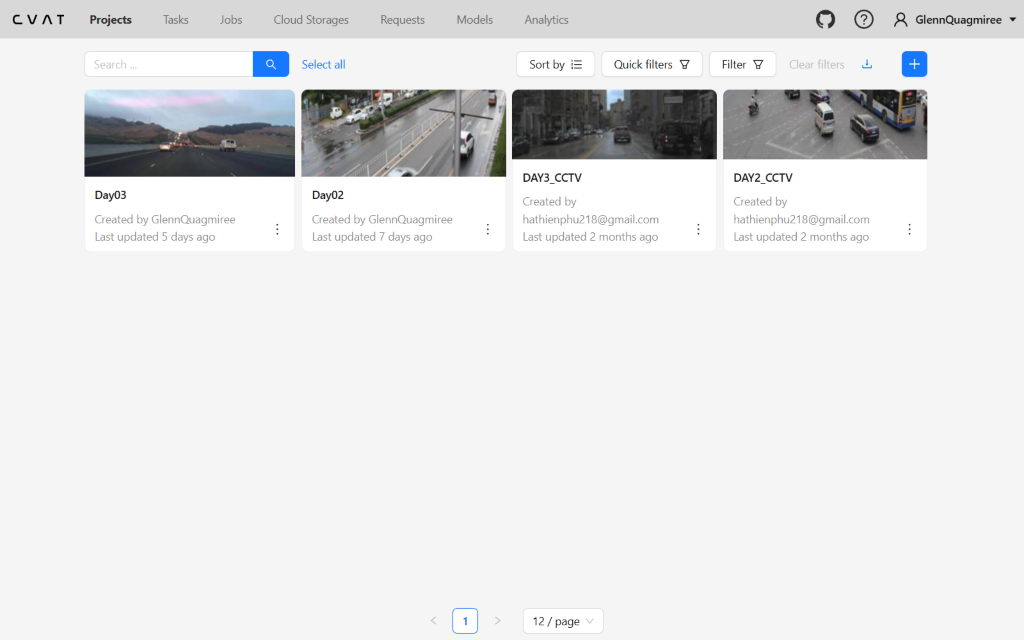 CVAT Projects Tasks Jobs Cloud Storages Requests Models Analytics GlennQuagmiree
Search ... Select all Sort by Quick filters Filter Clear filters
Day03
Created by GlennQuagmiree
Last updated 5 days ago
Day02
Created by GlennQuagmiree
Last updated 7 days ago
DAY3_CCTV
Created by
hathienphu218@gmail.com
Last updated 2 months ago
DAY2_CCTV
Created by
hathienphu218@gmail.com
Last updated 2 months ago
1 12 / page